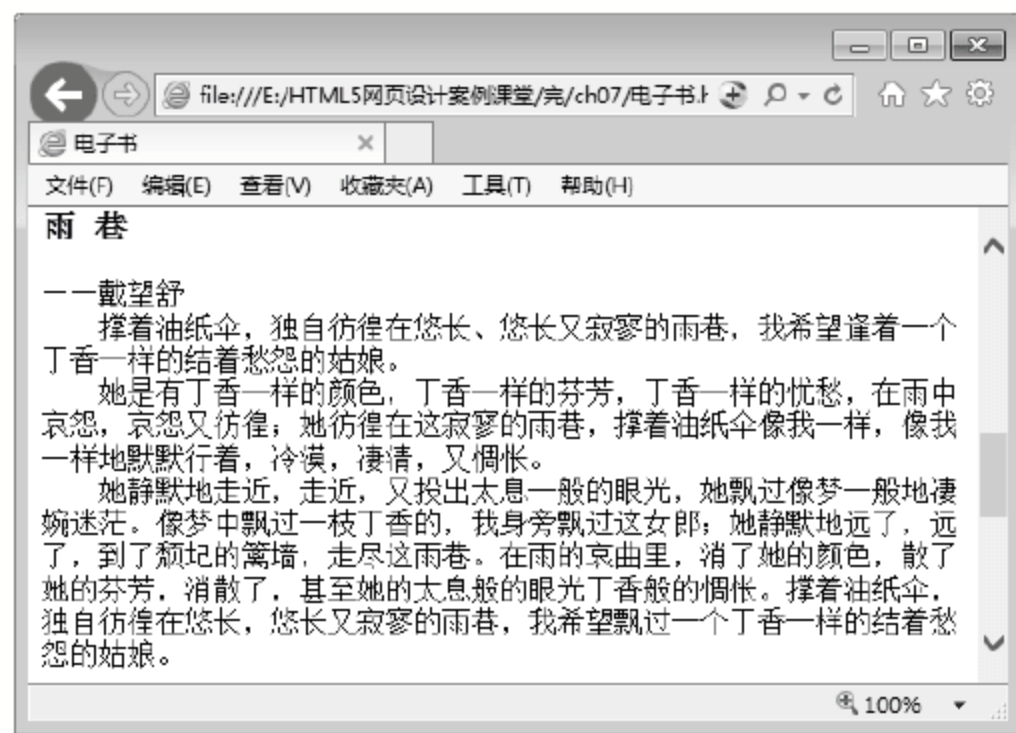 file:///E:/HTML5网页设计案例课堂/完/ch07/电子书.h
电子书
文件(F) 编辑(E) 查看(V) 收藏夹(A) 工具(T) 帮助(H)
雨 巷
——戴望舒
撑着油纸伞，独自彷徨在悠长、悠长又寂寥的雨巷，我希望逢着一个
丁香一样的结着愁怨的姑娘。
她是有丁香一样的颜色，丁香一样的芬芳，丁香一样的忧愁，在雨中
哀怨，哀怨又彷徨；她彷徨在这寂寥的雨巷，撑着油纸伞像我一样，像我
一样地默默行着，冷漠，凄清，又惆怅。
她静默地走近，走近，又投出太息一般的眼光，她飘过像梦一般地凄
婉迷茫。像梦中飘过一枝丁香的，我身旁飘过这女郎；她静默地远了，远
了，到了颓圮的篱墙，走尽这雨巷。在雨的哀曲里，消了她的颜色，散了
她的芬芳，消散了，甚至她的太息般的眼光丁香般的惆怅。撑着油纸伞，
独自彷徨在悠长，悠长又寂寥的雨巷，我希望飘过一个丁香一样的结着愁
怨的姑娘。
100%